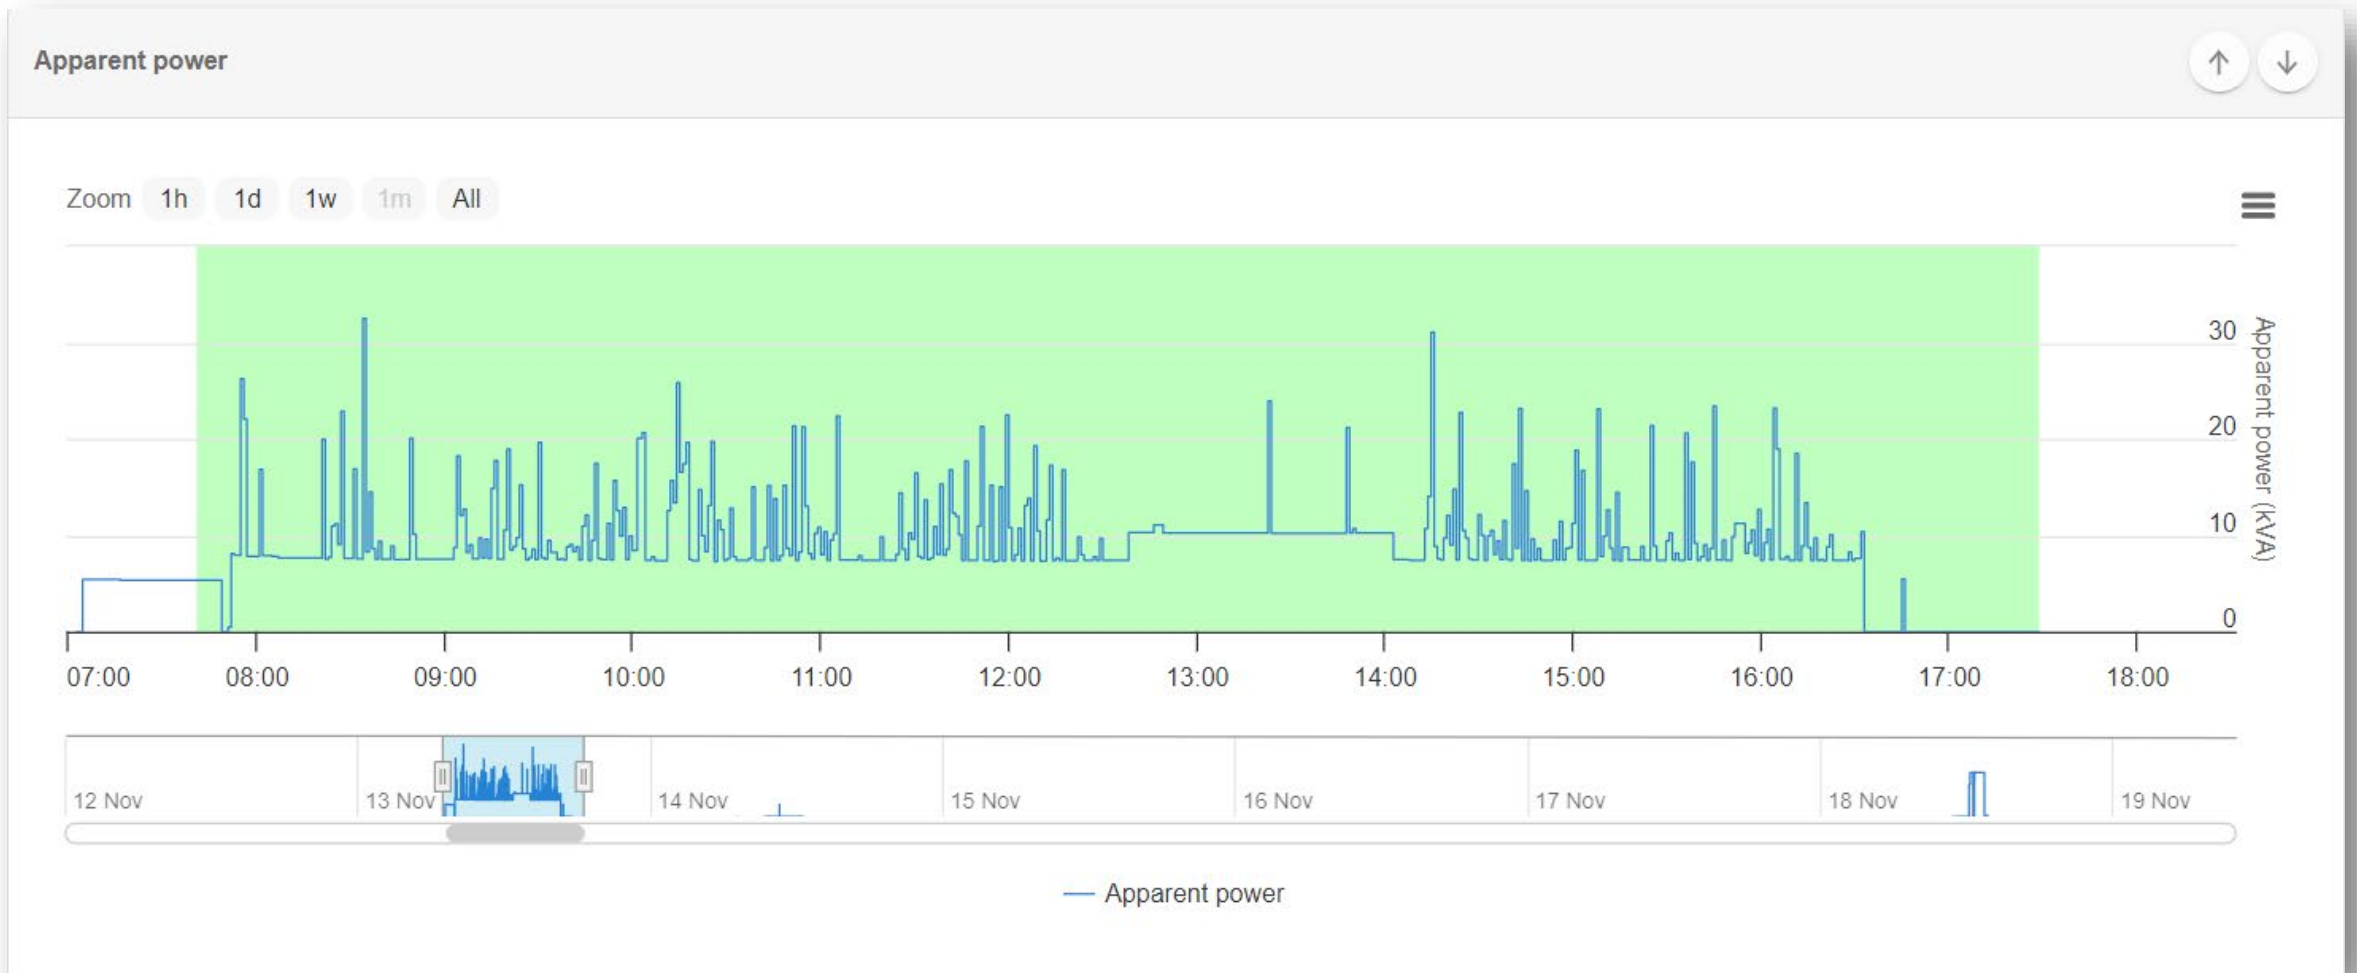 Apparent power
Zoom 1h 1d 1w 1m All
30
20
10
0
Apparent power (kVA)
07:00 08:00 09:00 10:00 11:00 12:00 13:00 14:00 15:00 16:00 17:00 18:00
12 Nov 13 Nov 14 Nov 15 Nov 16 Nov 17 Nov 18 Nov 19 Nov
Apparent power